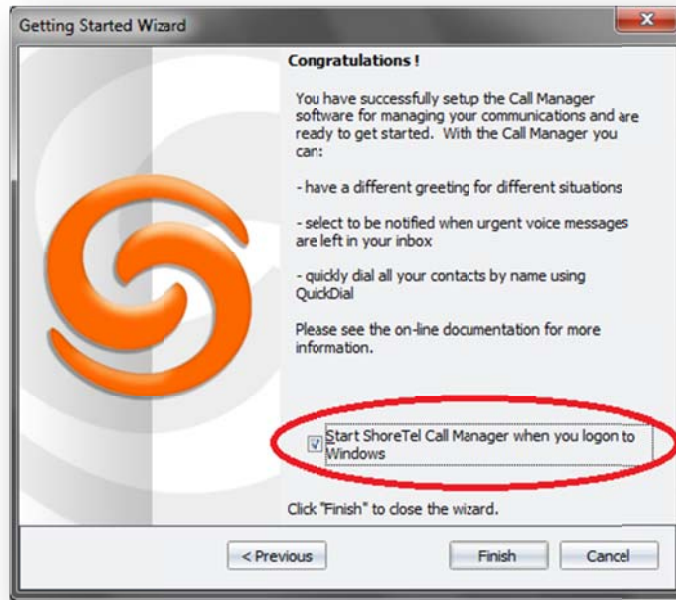 Getting Started Wizard
Congratulations !
You have successfully setup the Call Manager
software for managing your communications and are
ready to get started. With the Call Manager you
can:
- have a different greeting for different situations
- select to be notified when urgent voice messages
are left in your inbox
- quickly dial all your contacts by name using
QuickDial
Please see the on-line documentation for more
information.
Start ShoreTel Call Manager when you logon to
Windows
Click "Finish" to close the wizard.
< Previous
Finish
Cancel